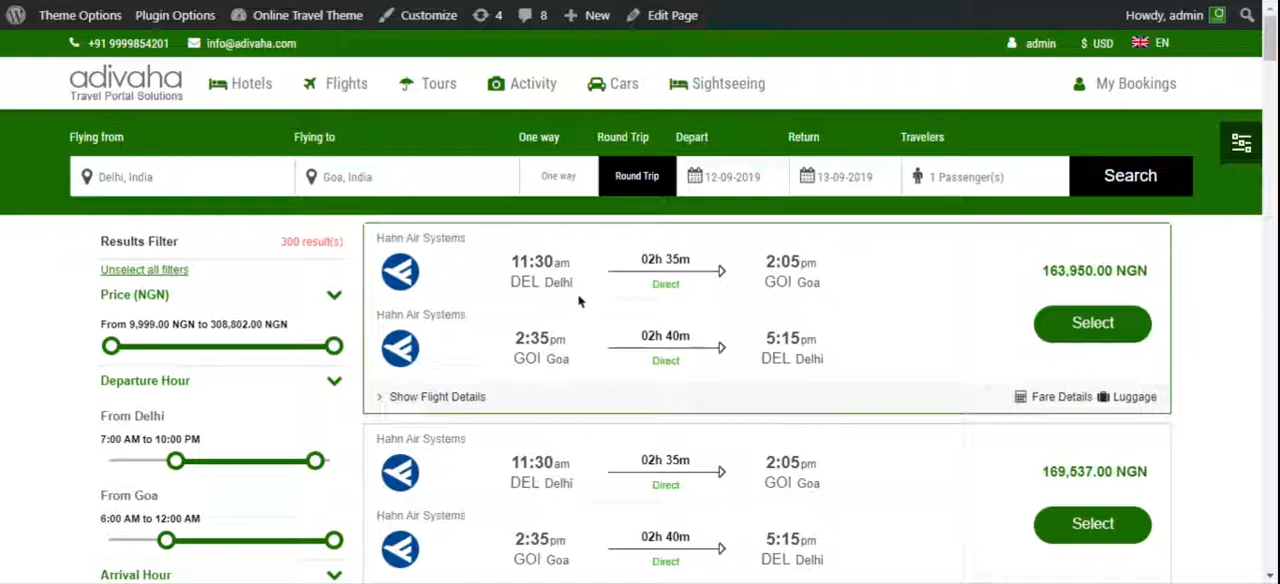 Theme Options Plugin Options Online Travel Theme Customize 4 8 New Edit Page Howdy, admin
+91 9999854201 info@adivaha.com admin $ USD EN
adivaha
Travel Portal Solutions
Hotels Flights Tours Activity Cars Sightseeing My Bookings
Flying from Flying to One way Round Trip Depart Return Travelers
Delhi, India Goa, India One way Round Trip 12-09-2019 13-09-2019 1 Passenger(s) Search
Results Filter 300 result(s)
Unselect all filters
Price (NGN)
From 9,999.00 NGN to 308,802.00 NGN
Departure Hour
From Delhi
7:00 AM to 10:00 PM
From Goa
6:00 AM to 12:00 AM
Arrival Hour
Hahn Air Systems
11:30am 02h 35m 2:05pm
DEL Delhi Direct GOI Goa
163,950.00 NGN
Select
Hahn Air Systems
2:35pm 02h 40m 5:15pm
GOI Goa Direct DEL Delhi
> Show Flight Details Fare Details Luggage
Hahn Air Systems
11:30am 02h 35m 2:05pm
DEL Delhi Direct GOI Goa
169,537.00 NGN
Select
Hahn Air Systems
2:35pm 02h 40m 5:15pm
GOI Goa Direct DEL Delhi